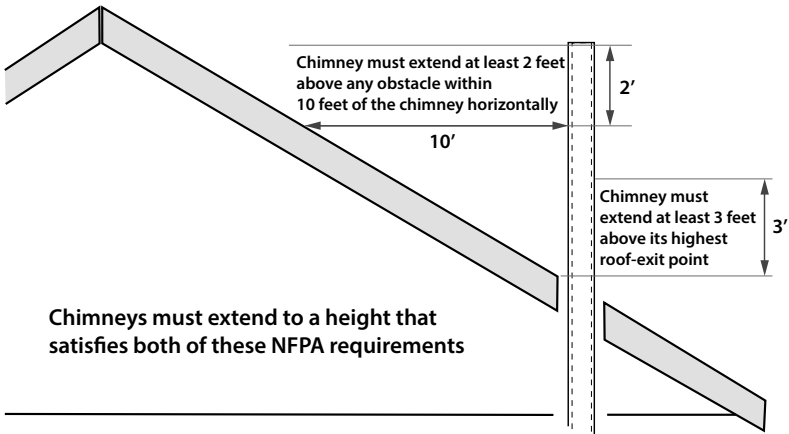 Chimney must extend at least 2 feet
above any obstacle within
10 feet of the chimney horizontally
2’
10’
Chimney must
extend at least 3 feet
above its highest
roof-exit point
3’
Chimneys must extend to a height that
satisfies both of these NFPA requirements